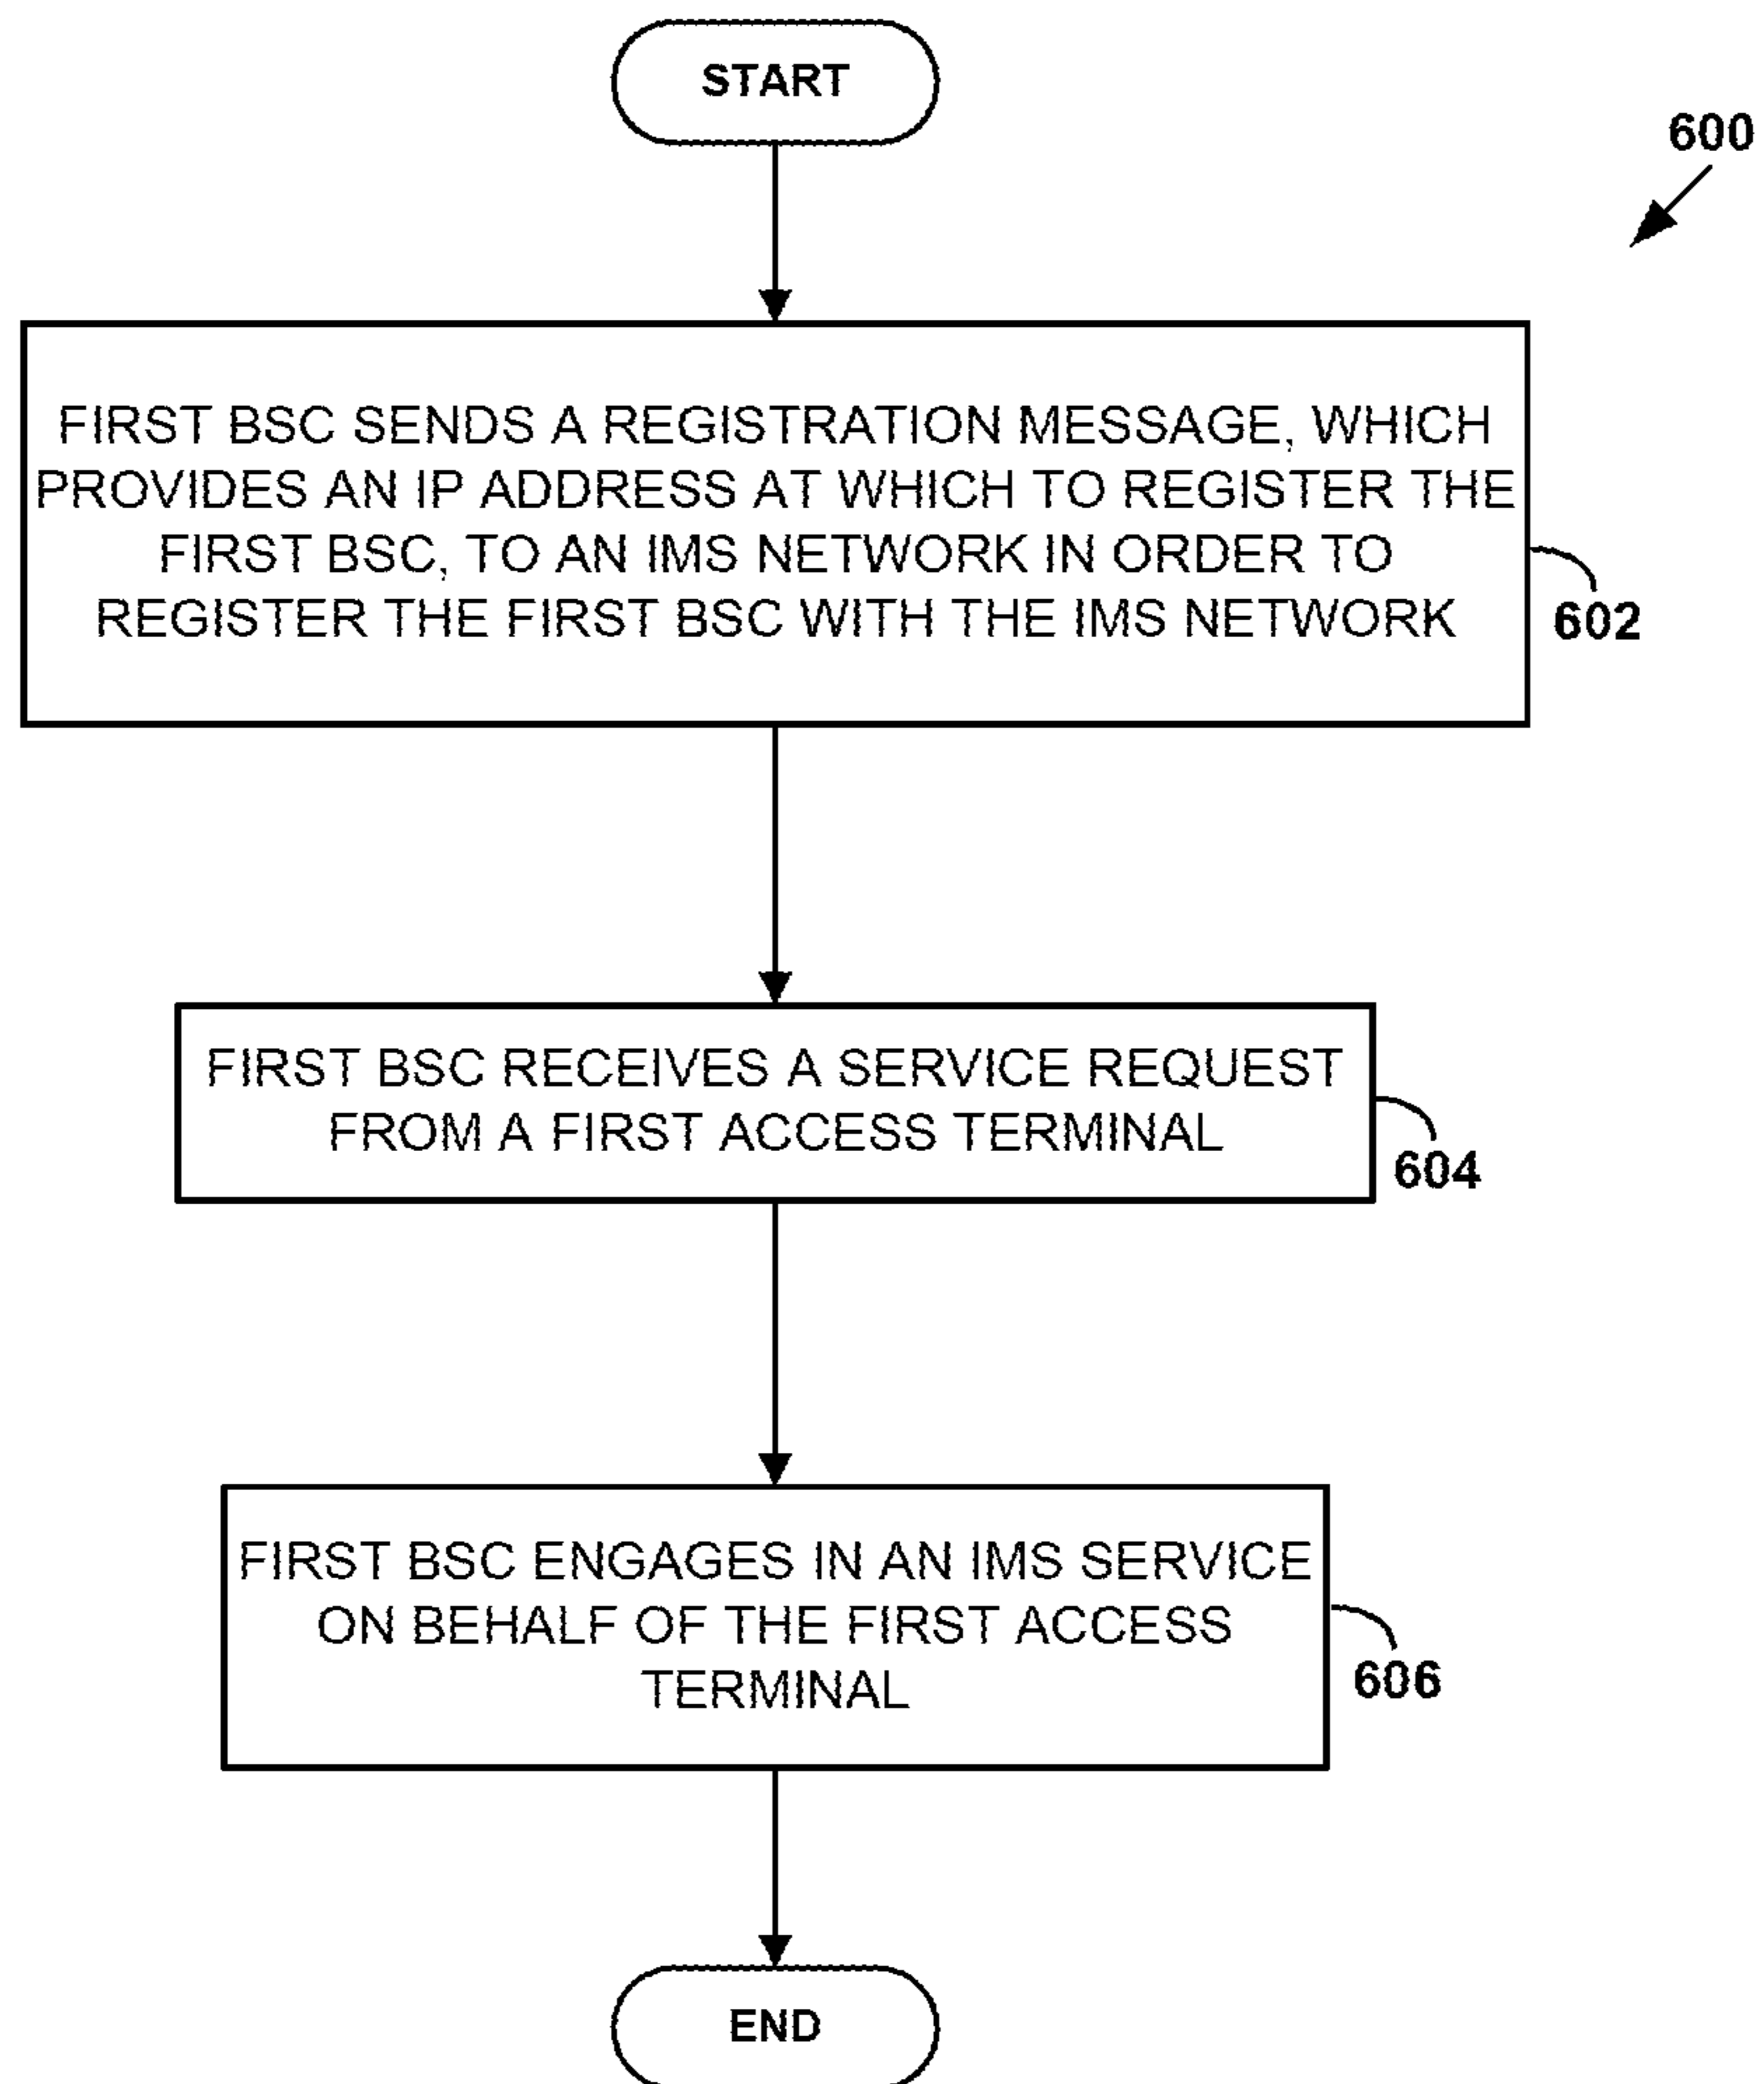 START
600
FIRST BSC SENDS A REGISTRATION MESSAGE, WHICH
PROVIDES AN IP ADDRESS AT WHICH TO REGISTER THE
FIRST BSC, TO AN IMS NETWORK IN ORDER TO
REGISTER THE FIRST BSC WITH THE IMS NETWORK
602
FIRST BSC RECEIVES A SERVICE REQUEST
FROM A FIRST ACCESS TERMINAL
604
FIRST BSC ENGAGES IN AN IMS SERVICE
ON BEHALF OF THE FIRST ACCESS
TERMINAL
606
END